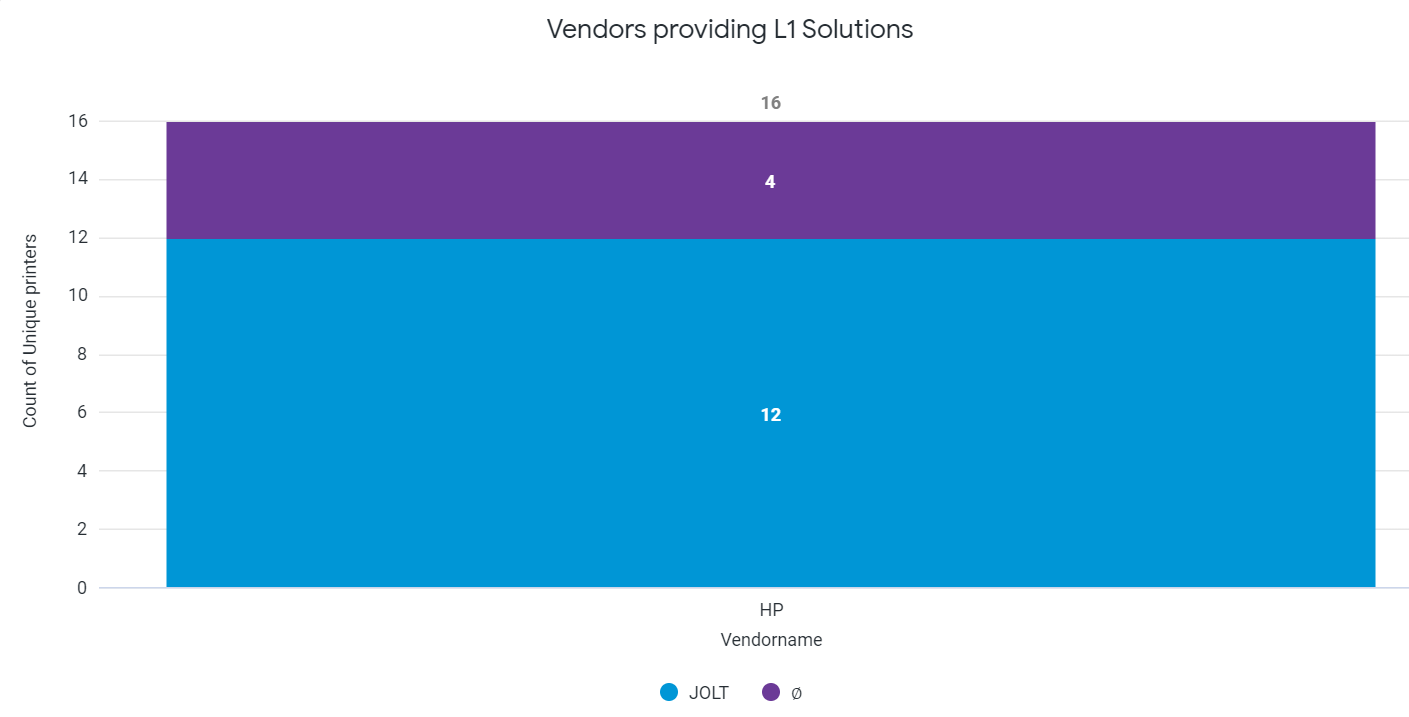 Vendors providing L1 Solutions
16
16
14
12
10
8
6
4
2
0
Count of Unique printers
4
12
HP
Vendorname
JOLT
Ø